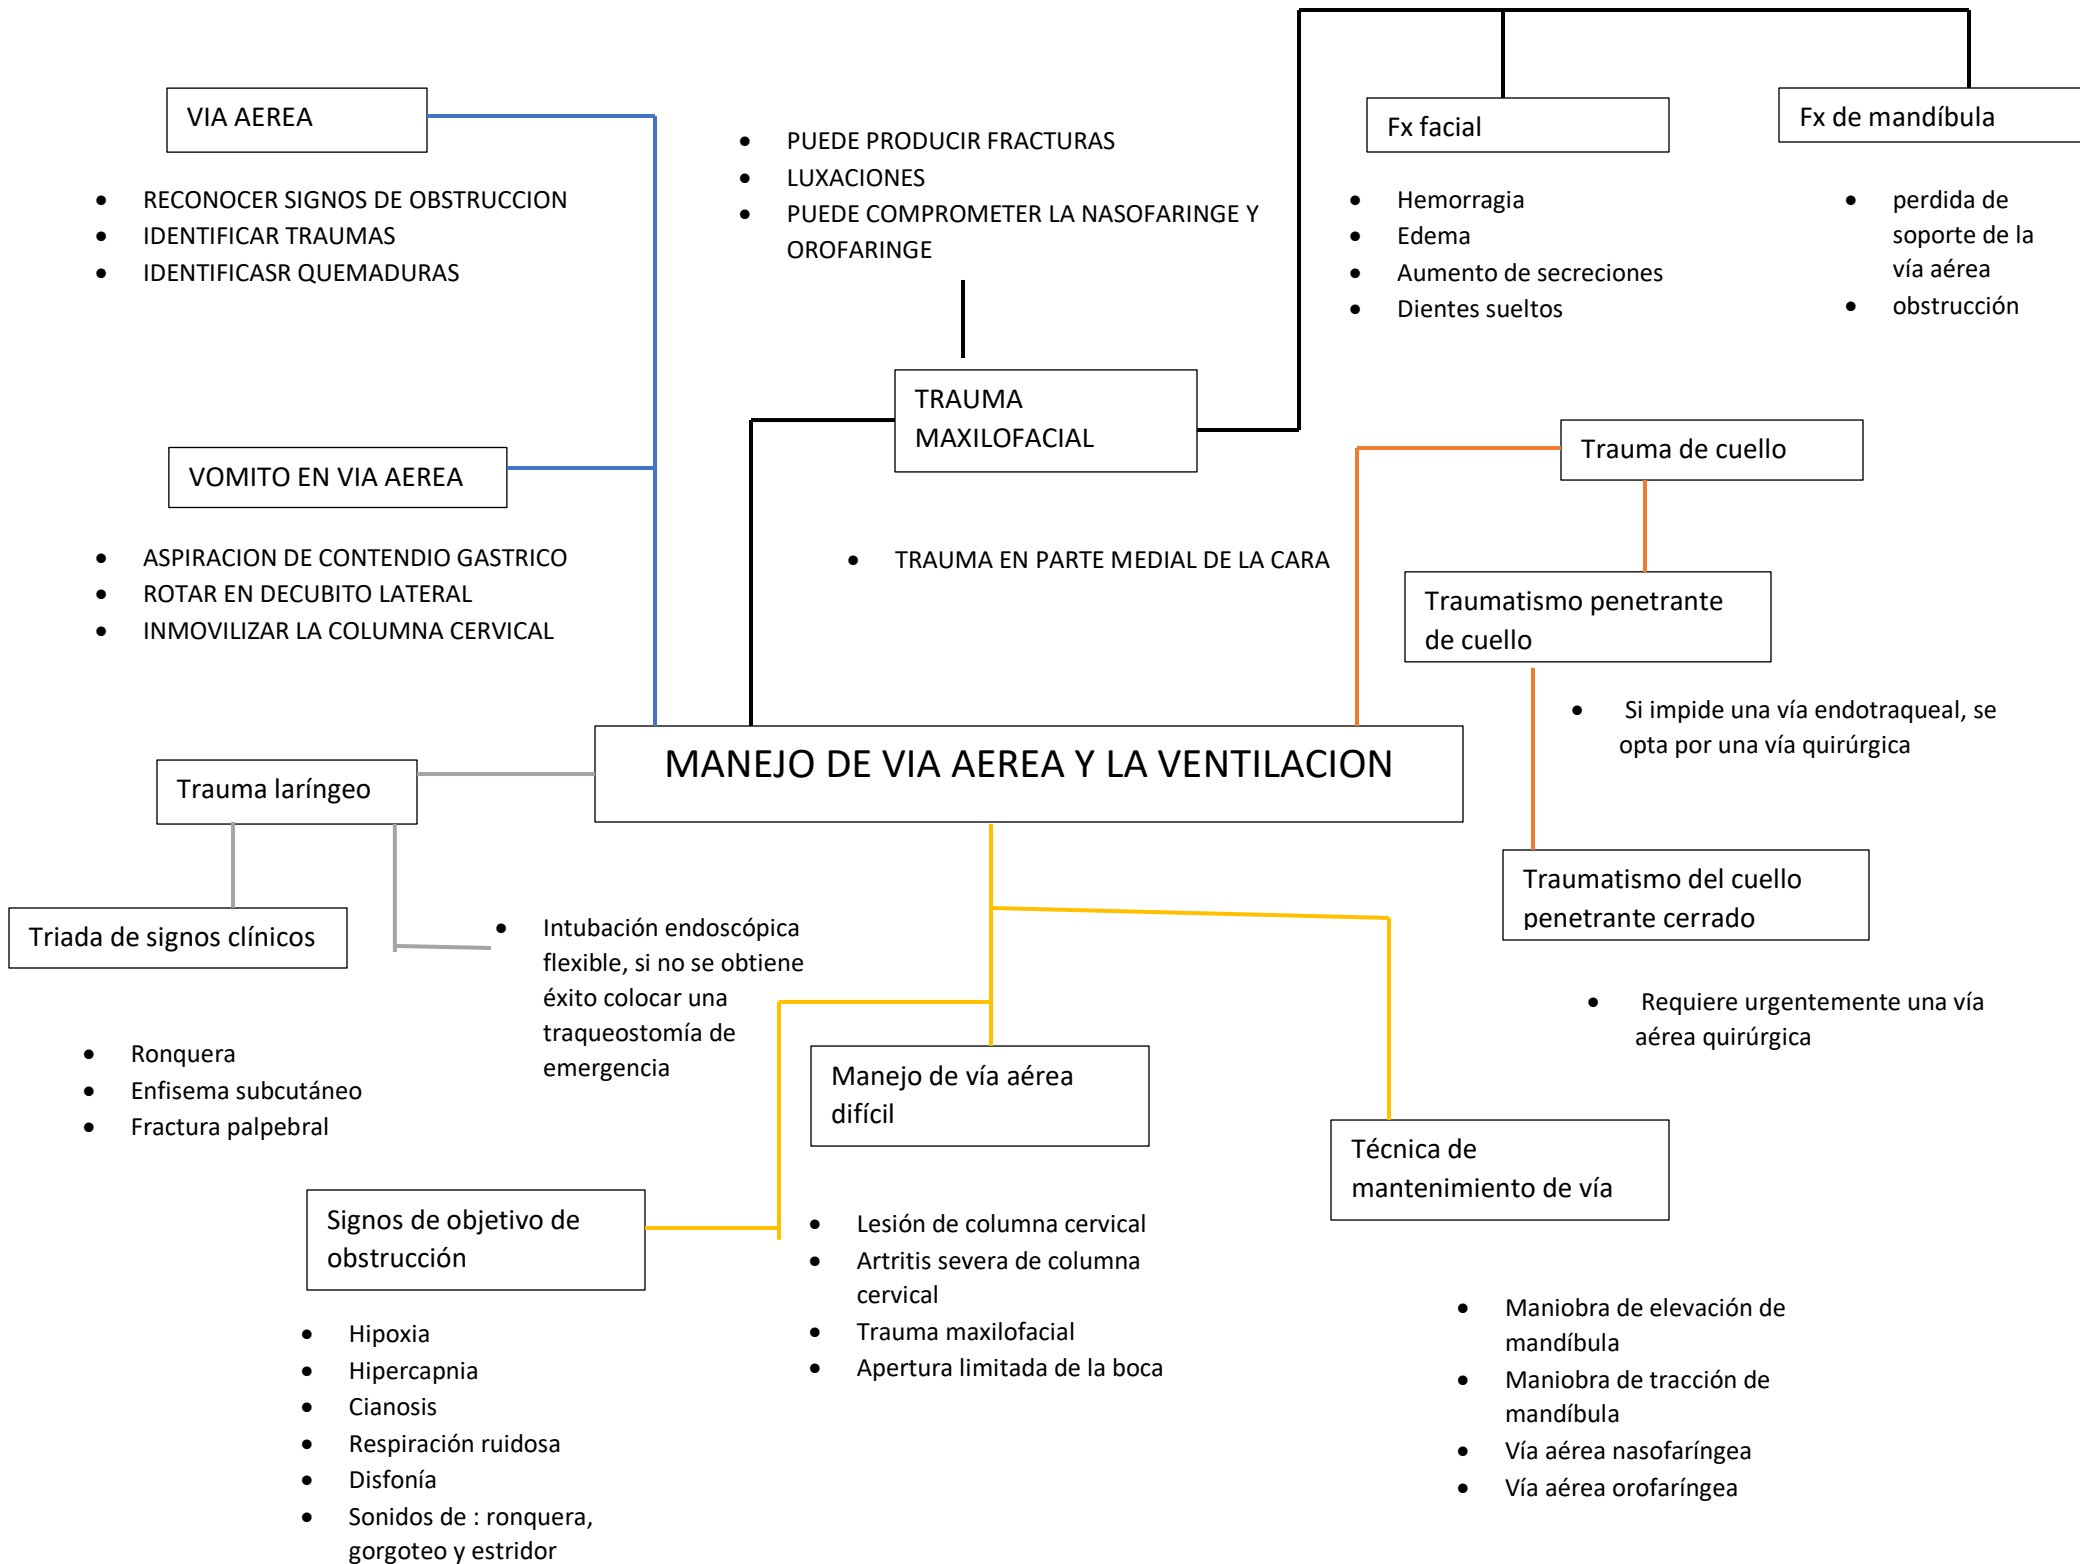 VIA AEREA
RECONOCER SIGNOS DE OBSTRUCCION
IDENTIFICAR TRAUMAS
IDENTIFICASR QUEMADURAS
PUEDE PRODUCIR FRACTURAS
LUXACIONES
PUEDE COMPROMETER LA NASOFARINGE Y
OROFARINGE
Fx facial
Hemorragia
Edema
Aumento de secreciones
Dientes sueltos
Fx de mandíbula
perdida de
soporte de la
vía aérea
obstrucción
TRAUMA
MAXILOFACIAL
TRAUMA EN PARTE MEDIAL DE LA CARA
VOMITO EN VIA AEREA
ASPIRACION DE CONTENDIO GASTRICO
ROTAR EN DECUBITO LATERAL
INMOVILIZAR LA COLUMNA CERVICAL
Trauma de cuello
Traumatismo penetrante
de cuello
Si impide una vía endotraqueal, se
opta por una vía quirúrgica
MANEJO DE VIA AEREA Y LA VENTILACION
Trauma laríngeo
Traumatismo del cuello
penetrante cerrado
Requiere urgentemente una vía
aérea quirúrgica
Triada de signos clínicos
Ronquera
Enfisema subcutáneo
Fractura palpebral
Intubación endoscópica
flexible, si no se obtiene
éxito colocar una
traqueostomía de
emergencia
Manejo de vía aérea
difícil
Lesión de columna cervical
Artritis severa de columna
cervical
Trauma maxilofacial
Apertura limitada de la boca
Técnica de
mantenimiento de vía
Maniobra de elevación de
mandíbula
Maniobra de tracción de
mandíbula
Vía aérea nasofaríngea
Vía aérea orofaríngea
Signos de objetivo de
obstrucción
Hipoxia
Hipercapnia
Cianosis
Respiración ruidosa
Disfonía
Sonidos de : ronquera,
gorgoteo y estridor